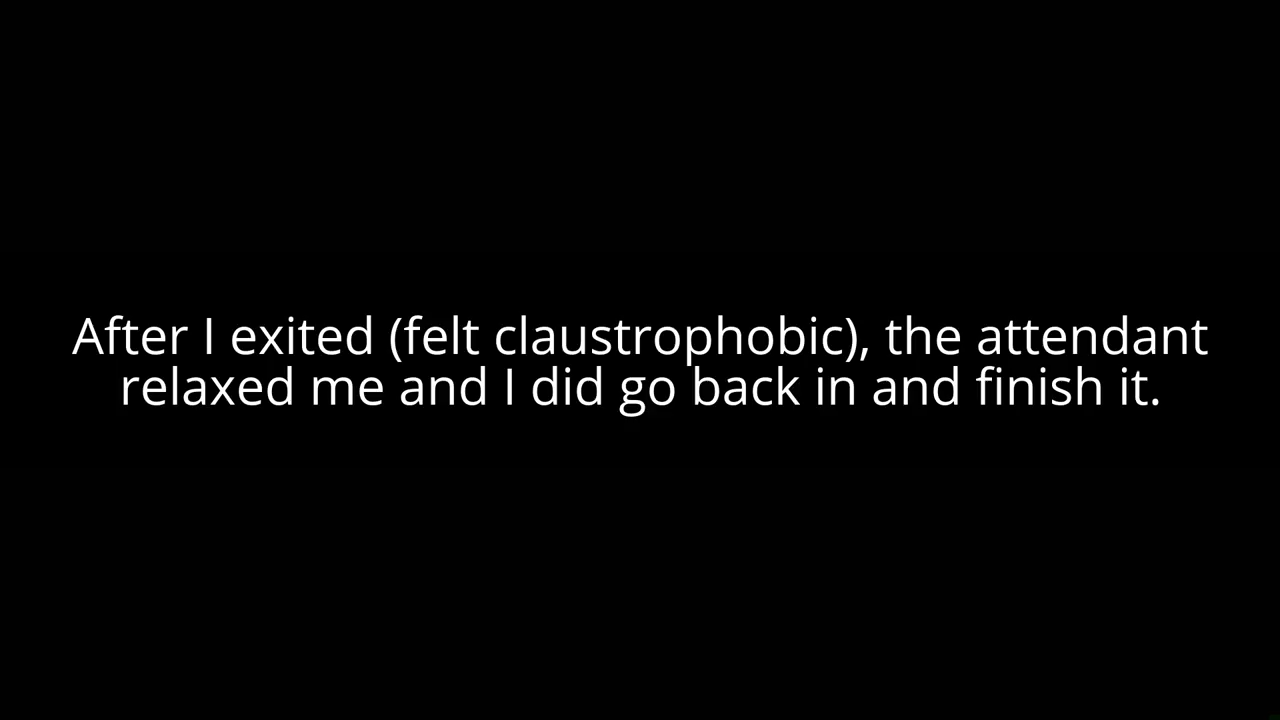 After I exited (felt claustrophobic), the attendant
relaxed me and I did go back in and finish it.